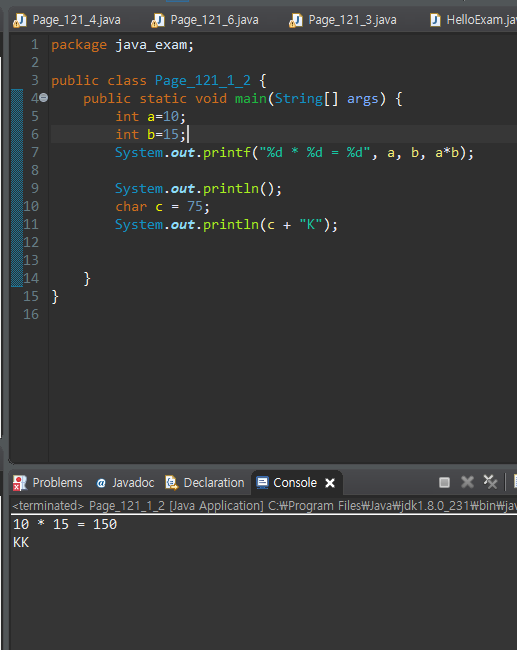 Page_121_4.java Page_121_6.java Page_121_3.java HelloExam.jav
1 package java_exam;
2
3 public class Page_121_1_2 {
4 public static void main(String[] args) {
5 int a=10;
6 int b=15;
7 System.out.printf("%d * %d = %d", a, b, a*b);
8
9 System.out.println();
10 char c = 75;
11 System.out.println(c + "K");
12
13
14 }
15 }
16
Problems @ Javadoc Declaration Console
<terminated> Page_121_1_2 [Java Application] C:₩Program Files₩Java₩jdk1.8.0_231₩bin₩jav
10 * 15 = 150
KK